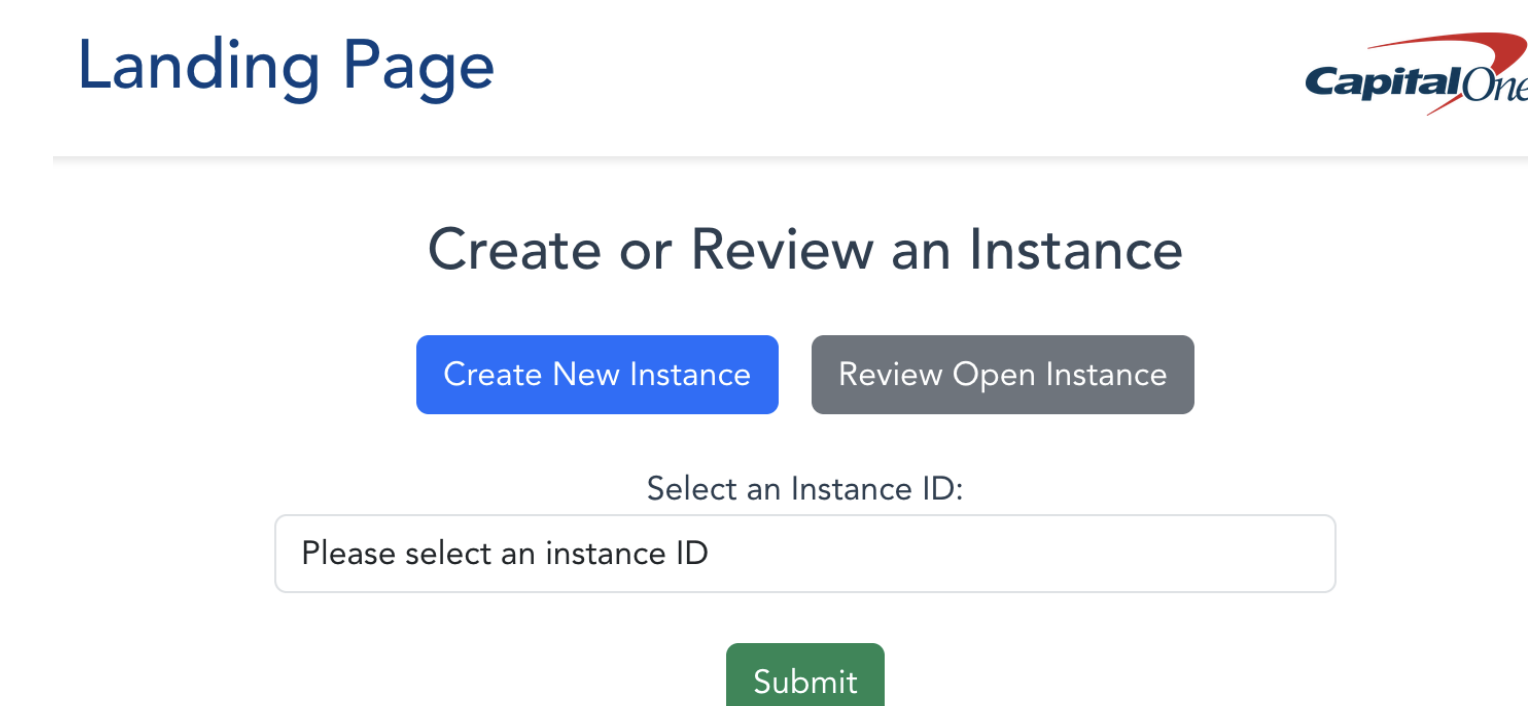 Landing Page
CapitalOne
Create or Review an Instance
Create New Instance
Review Open Instance
Select an Instance ID:
Please select an instance ID
Submit